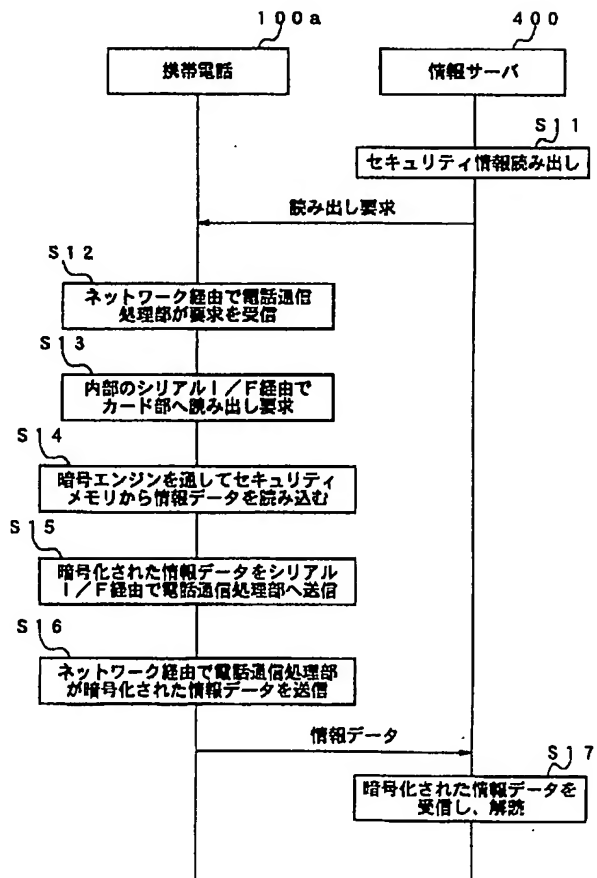 １００ａ
４００
携帯電話
情報サーバ
Ｓ１１
セキュリティ情報読み出し
読み出し要求
Ｓ１２
ネットワーク経由で電話通信
処理部が要求を受信
Ｓ１３
内部のシリアルＩ／Ｆ経由で
カード部へ読み出し要求
Ｓ１４
暗号エンジンを通してセキュリティ
メモリから情報データを読み込む
Ｓ１５
暗号化された情報データをシリアル
Ｉ／Ｆ経由で電話通信処理部へ送信
Ｓ１６
ネットワーク経由で電話通信処理部
が暗号化された情報データを送信
情報データ
Ｓ１７
暗号化された情報データを
受信し、解読